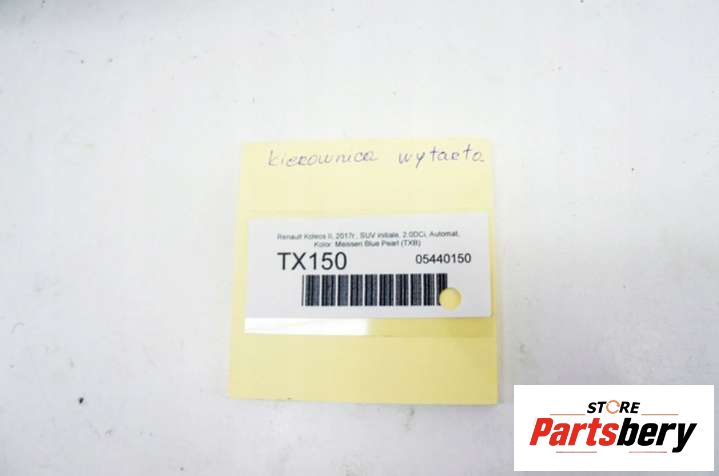 kierownica wytarta
Renault Koleos II, 2017r., SUV initiale, 2.0DCi, Automat,
Kolor: Meissen Blue Pearl (TXB)
TX150 05440150
STORE
Partsbery